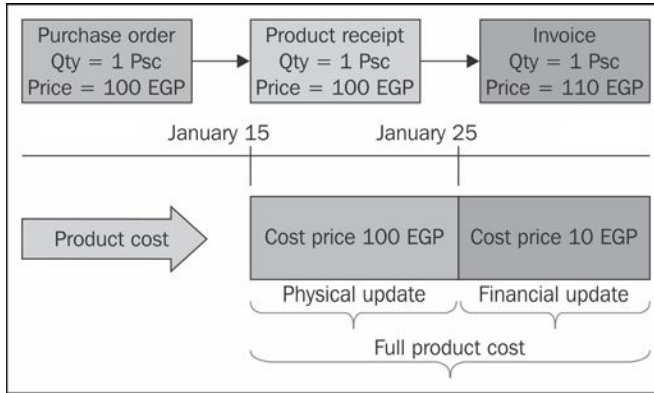 Purchase order
Qty = 1 Psc
Price = 100 EGP
Product receipt
Qty = 1 Psc
Price = 100 EGP
Invoice
Qty = 1 Psc
Price = 110 EGP
January 15
January 25
Product cost
Cost price 100 EGP
Cost price 10 EGP
Physical update
Financial update
Full product cost